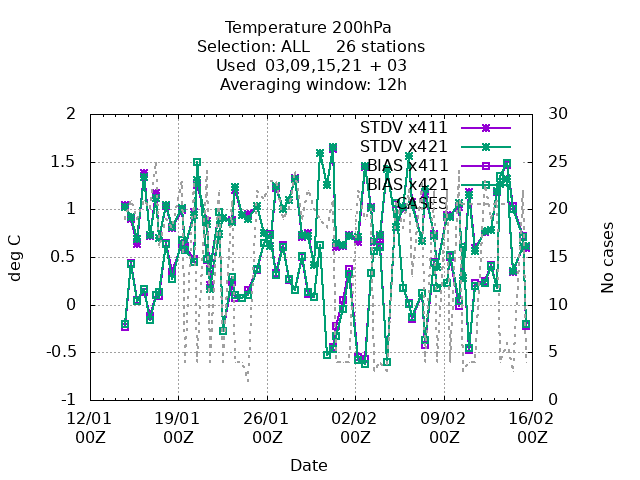 Temperature 200hPa
Selection: ALL 26 stations
Used 03,09,15,21 + 03
Averaging window: 12h
2 30
STDV x411
STDV x421
1.5 25
BIAS x411
BIAS x421
CASES
1 20
deg C
No cases
0.5 15
0 10
-0.5 5
-1 0
12/01 19/01 26/01 02/02 09/02 16/02
00Z 00Z 00Z 00Z 00Z 00Z
Date